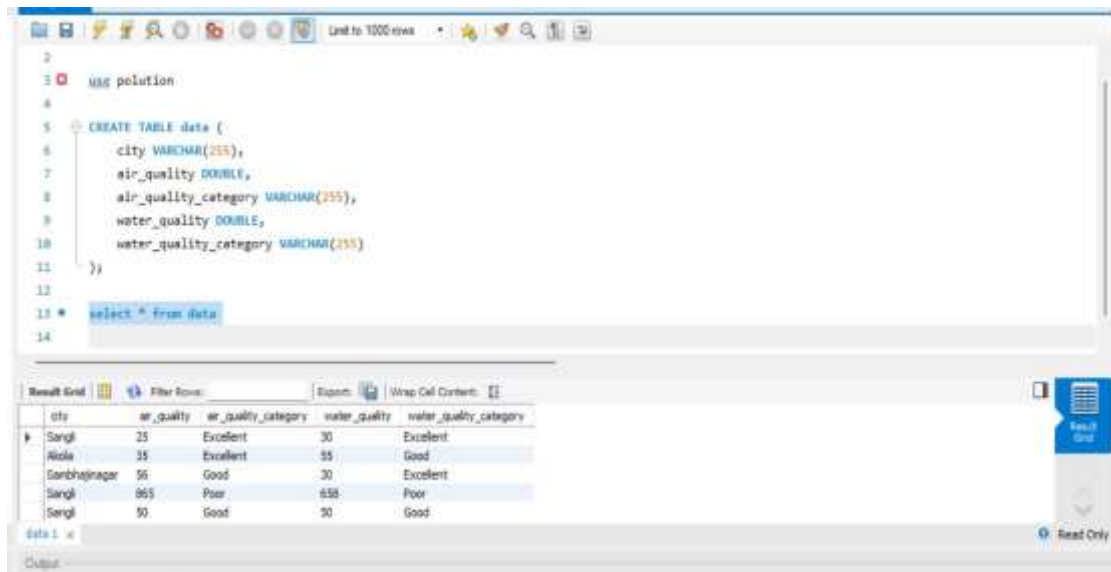 Limit to 1000 rows
2
3 use polution
4
5 CREATE TABLE data (
6 city VARCHAR(255),
7 air_quality DOUBLE,
8 air_quality_category VARCHAR(255),
9 water_quality DOUBLE,
10 water_quality_category VARCHAR(255)
11 );
12
13 select * from data
14
Result Grid Filter Rows: Export: Wrap Cell Content:
city air_quality air_quality_category water_quality water_quality_category
Sangli 25 Excellent 30 Excellent
Akola 35 Excellent 55 Good
Sambhajinagar 56 Good 30 Excellent
Sangli 865 Poor 658 Poor
Sangli 50 Good 50 Good
Result Grid
data 1 Read Only
Output